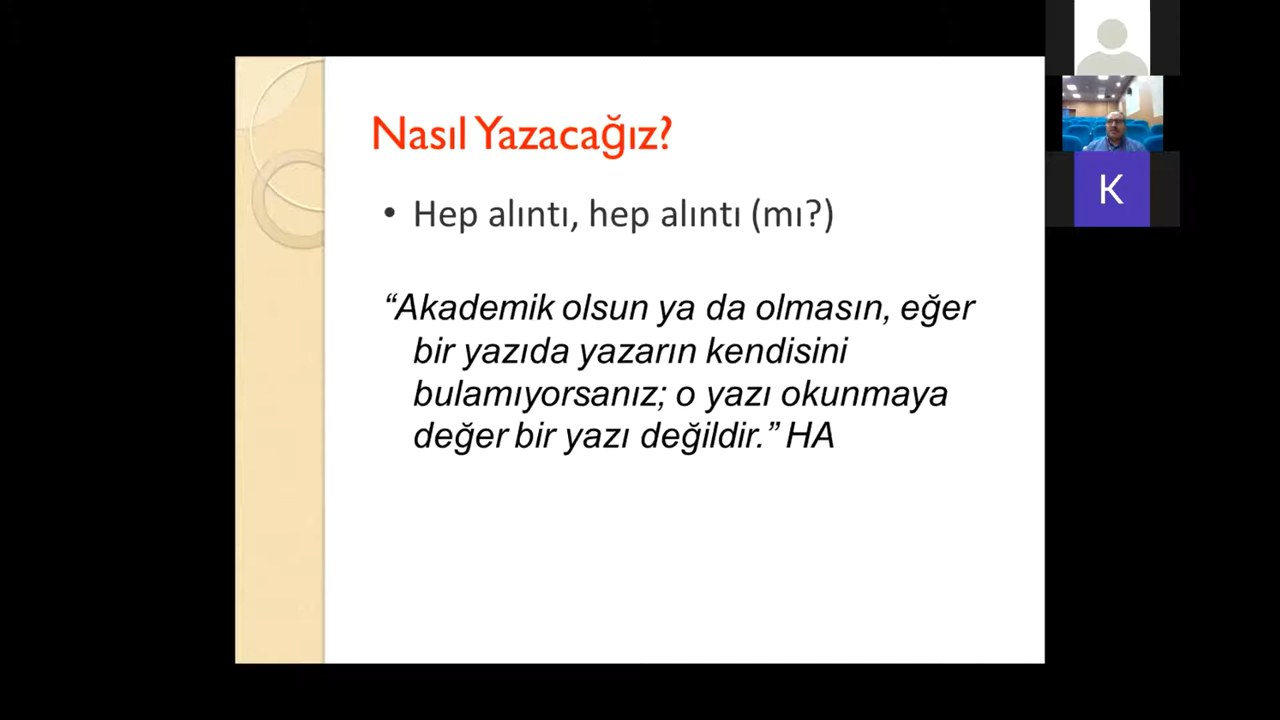 Nasıl Yazacağız?
• Hep alıntı, hep alıntı (mı?)
“Akademik olsun ya da olmasın, eğer
bir yazıda yazarın kendisini
bulamıyorsanız; o yazı okunmaya
değer bir yazı değildir.” HA
K